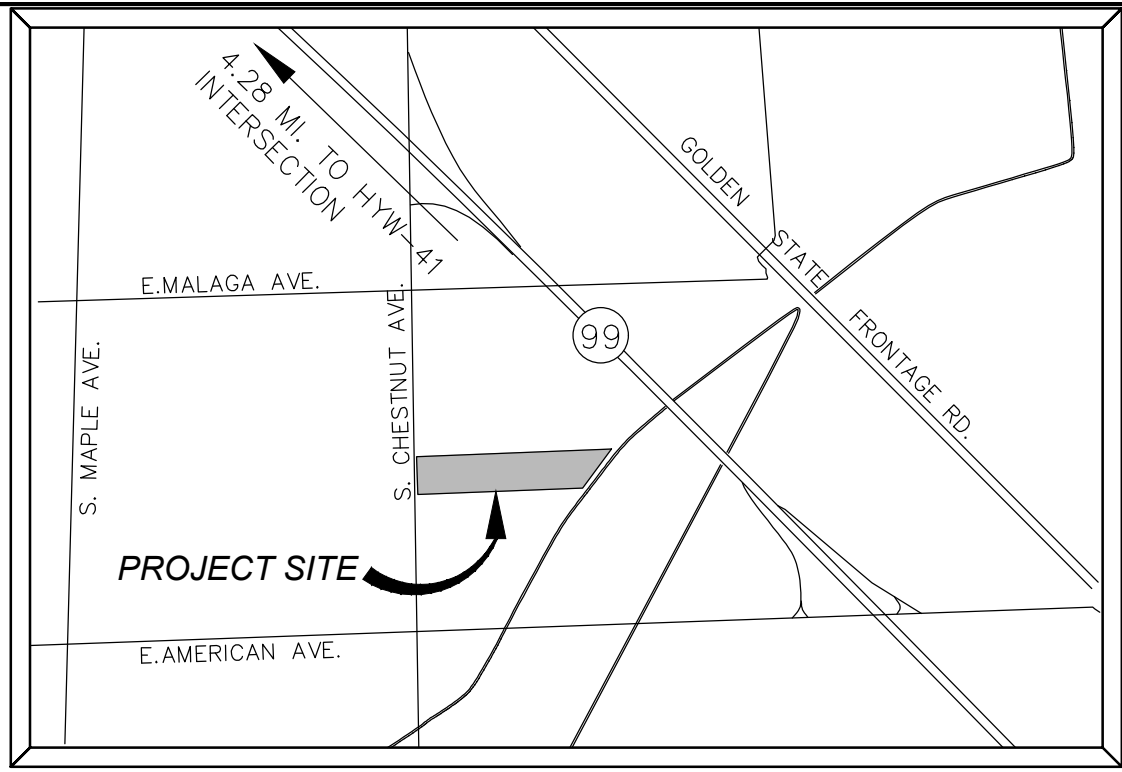 4.28 MI. TO HYW-41
INTERSECTION
GOLDEN STATE FRONTAGE RD.
E.MALAGA AVE.
99
S. MAPLE AVE.
S. CHESTNUT AVE.
PROJECT SITE
E.AMERICAN AVE.